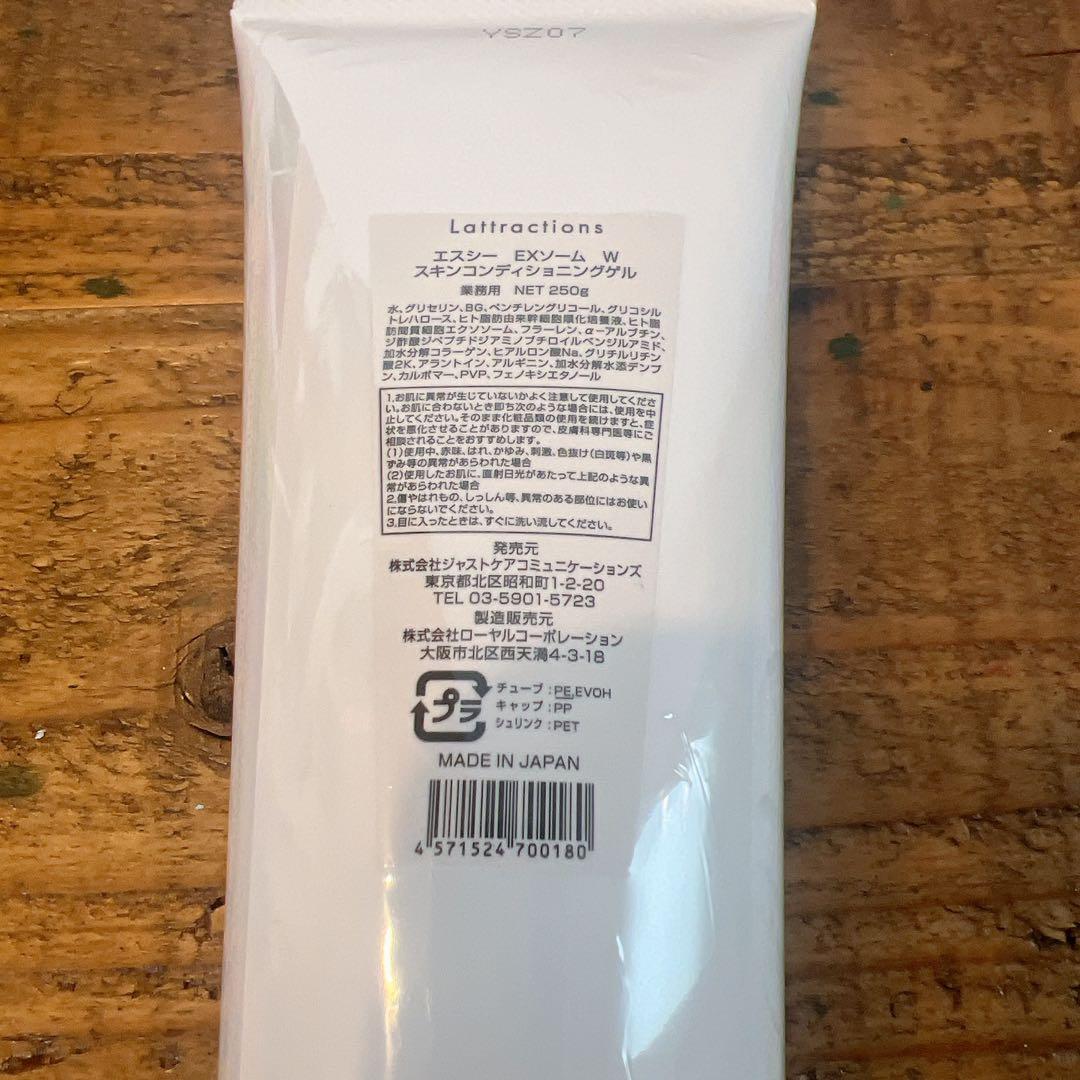 YSZ07
Lattractions
エスシー　EXソーム　W
スキンコンディショニングゲル
業務用　NET 250g
水、グリセリン、BG、ペンチレングリコール、グリコシル
トレハロース、ヒト脂肪由来幹細胞順化培養液、ヒト脂
肪間質細胞エクソソーム、フラーレン、α-アルブチン、
ジ酢酸ジペプチドジアミノブチロイルベンジルアミド、
加水分解コラーゲン、ヒアルロン酸Na、グリチルリチン
酸2K、アラントイン、アルギニン、加水分解水添デンプ
ン、カルボマー、PVP、フェノキシエタノール
1.お肌に異常が生じていないかよく注意して使用してくださ
い。お肌に合わないとき即ち次のような場合には、使用を中
止してください。そのまま化粧品類の使用を続けますと、症
状を悪化させることがありますので、皮膚科専門医等にご
相談されることをおすすめします。
(1)使用中、赤味、はれ、かゆみ、刺激、色抜け(白斑等)や黒
ずみ等の異常があらわれた場合
(2)使用したお肌に、直射日光があたって上記のような異
常があらわれた場合
2.傷やはれもの、しっしん等、異常のある部位にはお使い
にならないでください。
3.目に入ったときは、すぐに洗い流してください。
発売元
株式会社ジャストケアコミュニケーションズ
東京都北区昭和町1-2-20
TEL 03-5901-5723
製造販売元
株式会社ローヤルコーポレーション
大阪市北区西天満4-3-18
プラ
チューブ：PE,EVOH
キャップ：PP
シュリンク：PET
MADE IN JAPAN
4 571524 700180